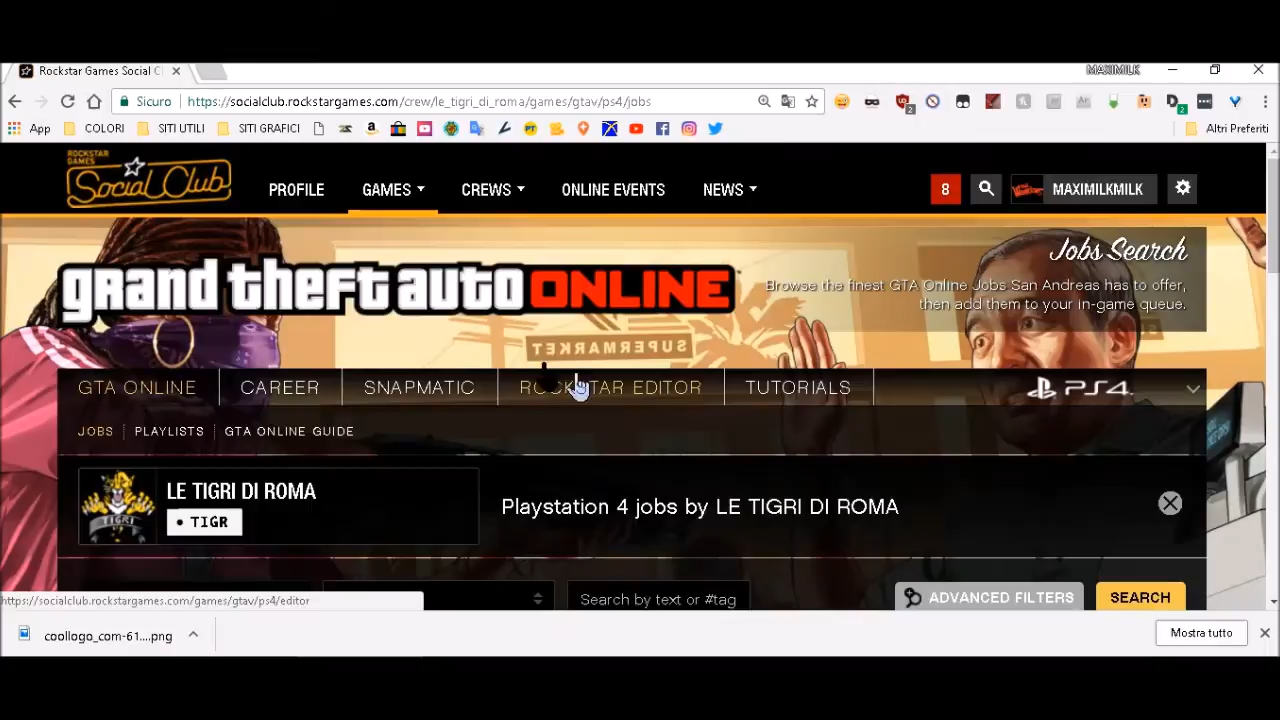 Rockstar Games Social C
MAXIMILK
Sicuro https://socialclub.rockstargames.com/crew/le_tigri_di_roma/games/gtav/ps4/jobs
App COLORI SITI UTILI SITI GRAFICI Altri Preferiti
ROCKSTAR GAMES
Social Club
PROFILE GAMES CREWS ONLINE EVENTS NEWS 8 MAXIMILKMILK
Jobs Search
grand theft auto ONLINE
Browse the finest GTA Online Jobs San Andreas has to offer,
then add them to your in-game queue.
SUPERMARKET
GTA ONLINE CAREER SNAPMATIC ROCKSTAR EDITOR TUTORIALS PS4
JOBS PLAYLISTS GTA ONLINE GUIDE
LE TIGRI DI ROMA
TIGR
TIGRI
Playstation 4 jobs by LE TIGRI DI ROMA
Search by text or #tag ADVANCED FILTERS SEARCH
https://socialclub.rockstargames.com/games/gtav/ps4/editor
coollogo_com-61....png Mostra tutto